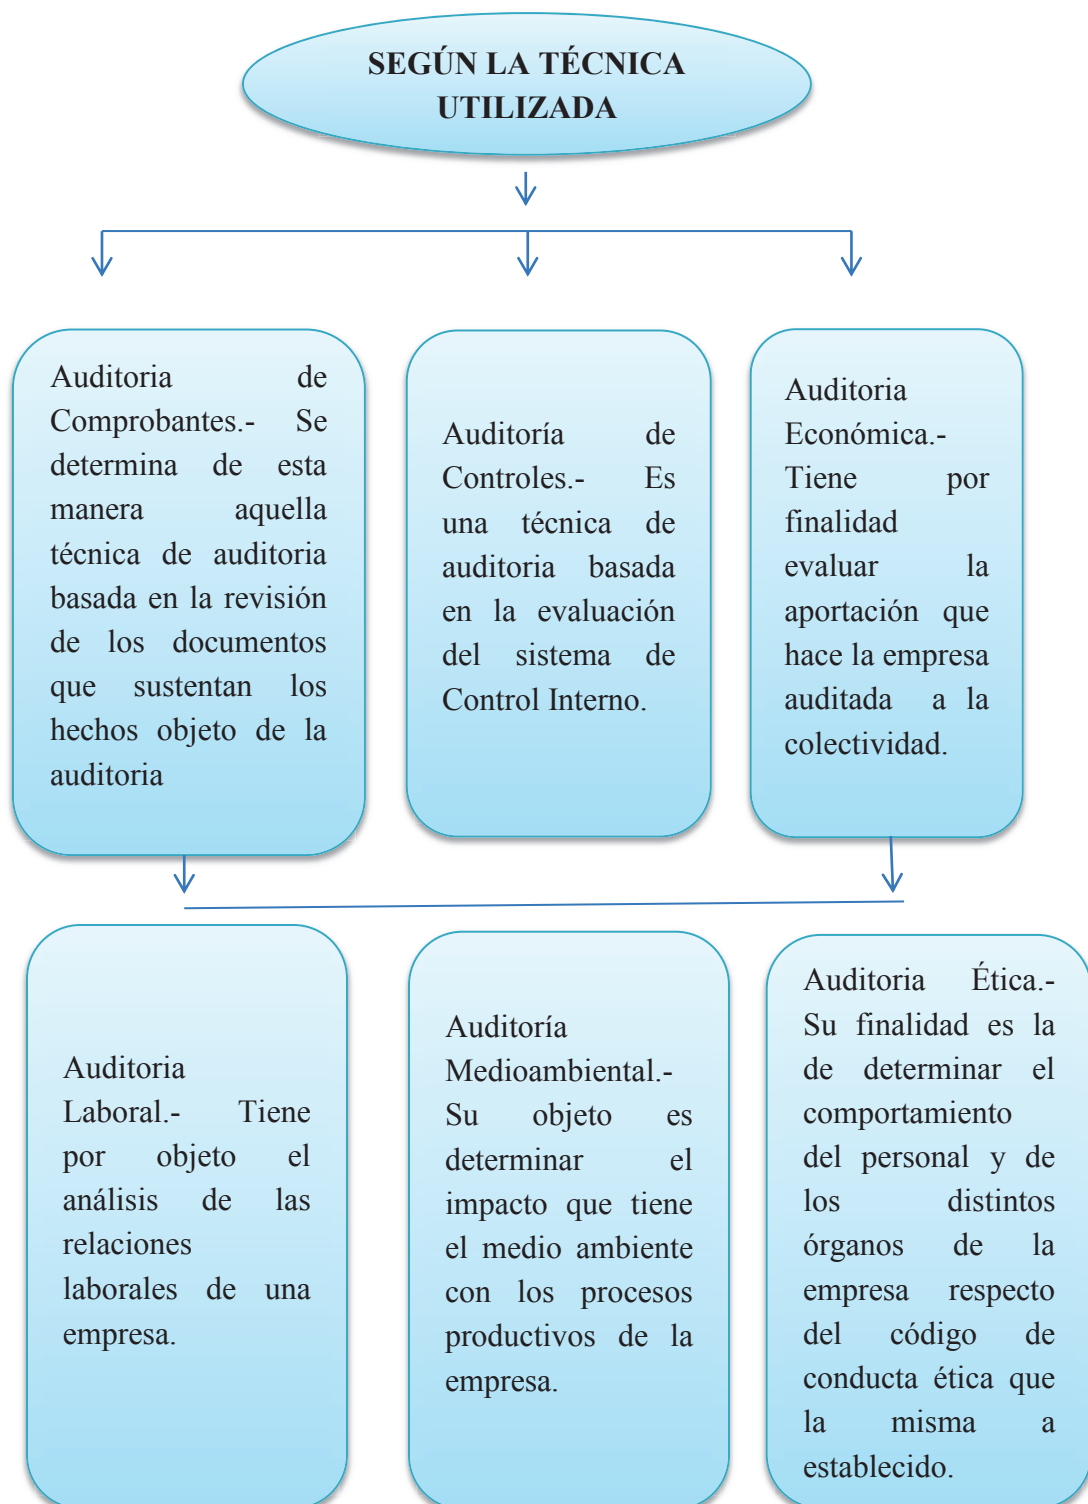 SEGÚN LA TÉCNICA
UTILIZADA
Auditoria de
Comprobantes.- Se
determina de esta
manera aquella
técnica de auditoria
basada en la revisión
de los documentos
que sustentan los
hechos objeto de la
auditoria
Auditoría de
Controles.- Es
una técnica de
auditoria basada
en la evaluación
del sistema de
Control Interno.
Auditoria
Económica.-
Tiene por
finalidad
evaluar la
aportación que
hace la empresa
auditada a la
colectividad.
Auditoria
Laboral.- Tiene
por objeto el
análisis de las
relaciones
laborales de una
empresa.
Auditoría
Medioambiental.-
Su objeto es
determinar el
impacto que tiene
el medio ambiente
con los procesos
productivos de la
empresa.
Auditoria Ética.-
Su finalidad es la
de determinar el
comportamiento
del personal y de
los distintos
órganos de la
empresa respecto
del código de
conducta ética que
la misma a
establecido.